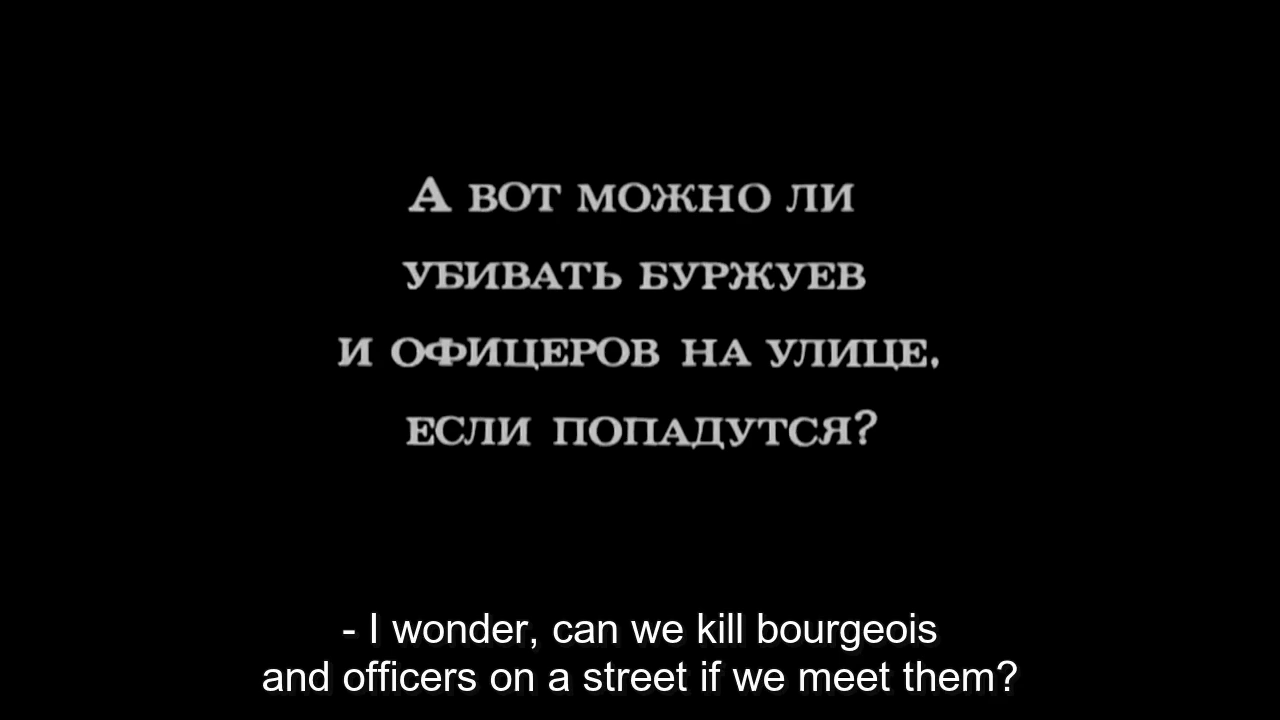 А ВОТ МОЖНО ЛИ
УБИВАТЬ БУРЖУЕВ
И ОФИЦЕРОВ НА УЛИЦЕ,
ЕСЛИ ПОПАДУТСЯ?
- I wonder, can we kill bourgeois
and officers on a street if we meet them?